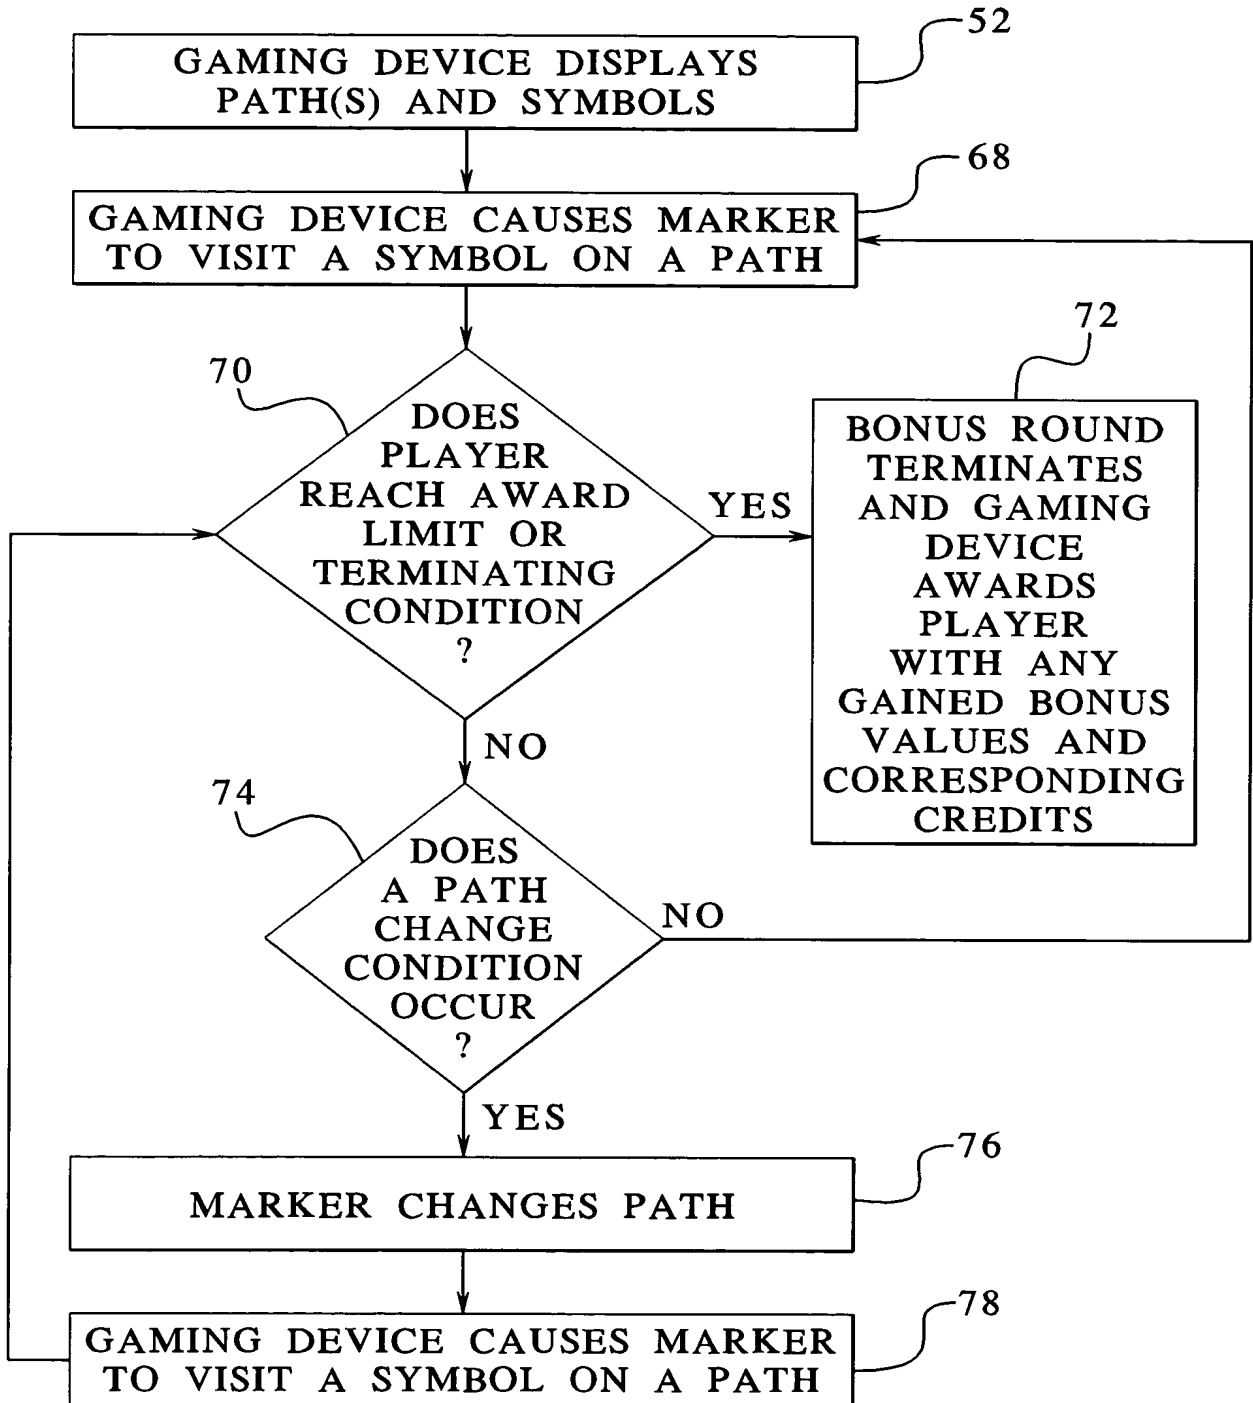 52
GAMING DEVICE DISPLAYS
PATH(S) AND SYMBOLS
68
GAMING DEVICE CAUSES MARKER
TO VISIT A SYMBOL ON A PATH
70
DOES
PLAYER
REACH AWARD
LIMIT OR
TERMINATING
CONDITION
?
YES
72
BONUS ROUND
TERMINATES
AND GAMING
DEVICE
AWARDS
PLAYER
WITH ANY
GAINED BONUS
VALUES AND
CORRESPONDING
CREDITS
NO
74
DOES
A PATH
CHANGE
CONDITION
OCCUR
?
NO
YES
76
MARKER CHANGES PATH
78
GAMING DEVICE CAUSES MARKER
TO VISIT A SYMBOL ON A PATH